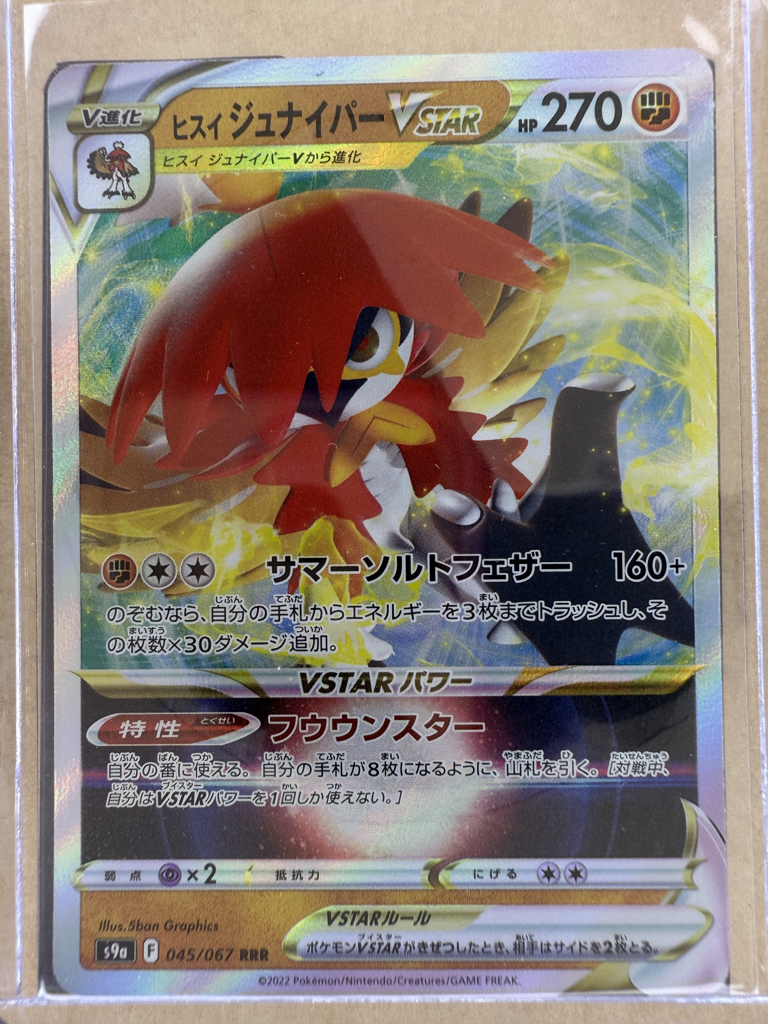 V進化
ヒスイ ジュナイパーVSTAR HP 270
ヒスイ ジュナイパーVから進化
サマーソルトフェザー 160+
のぞむなら、自分の手札からエネルギーを3枚までトラッシュし、そ
の枚数×30ダメージ追加。
VSTARパワー
特性 とくせい フウウンスター
自分の番に使える。自分の手札が8枚になるように、山札を引く。[対戦中、
自分はVSTARパワーを1回しか使えない。]
弱点 ×2 抵抗力 にげる
Illus.5ban Graphics
VSTARルール
ポケモンVSTARがきぜつしたとき、相手はサイドを2枚とる。
s9a F 045/067 RRR
©2022 Pokémon/Nintendo/Creatures/GAME FREAK.